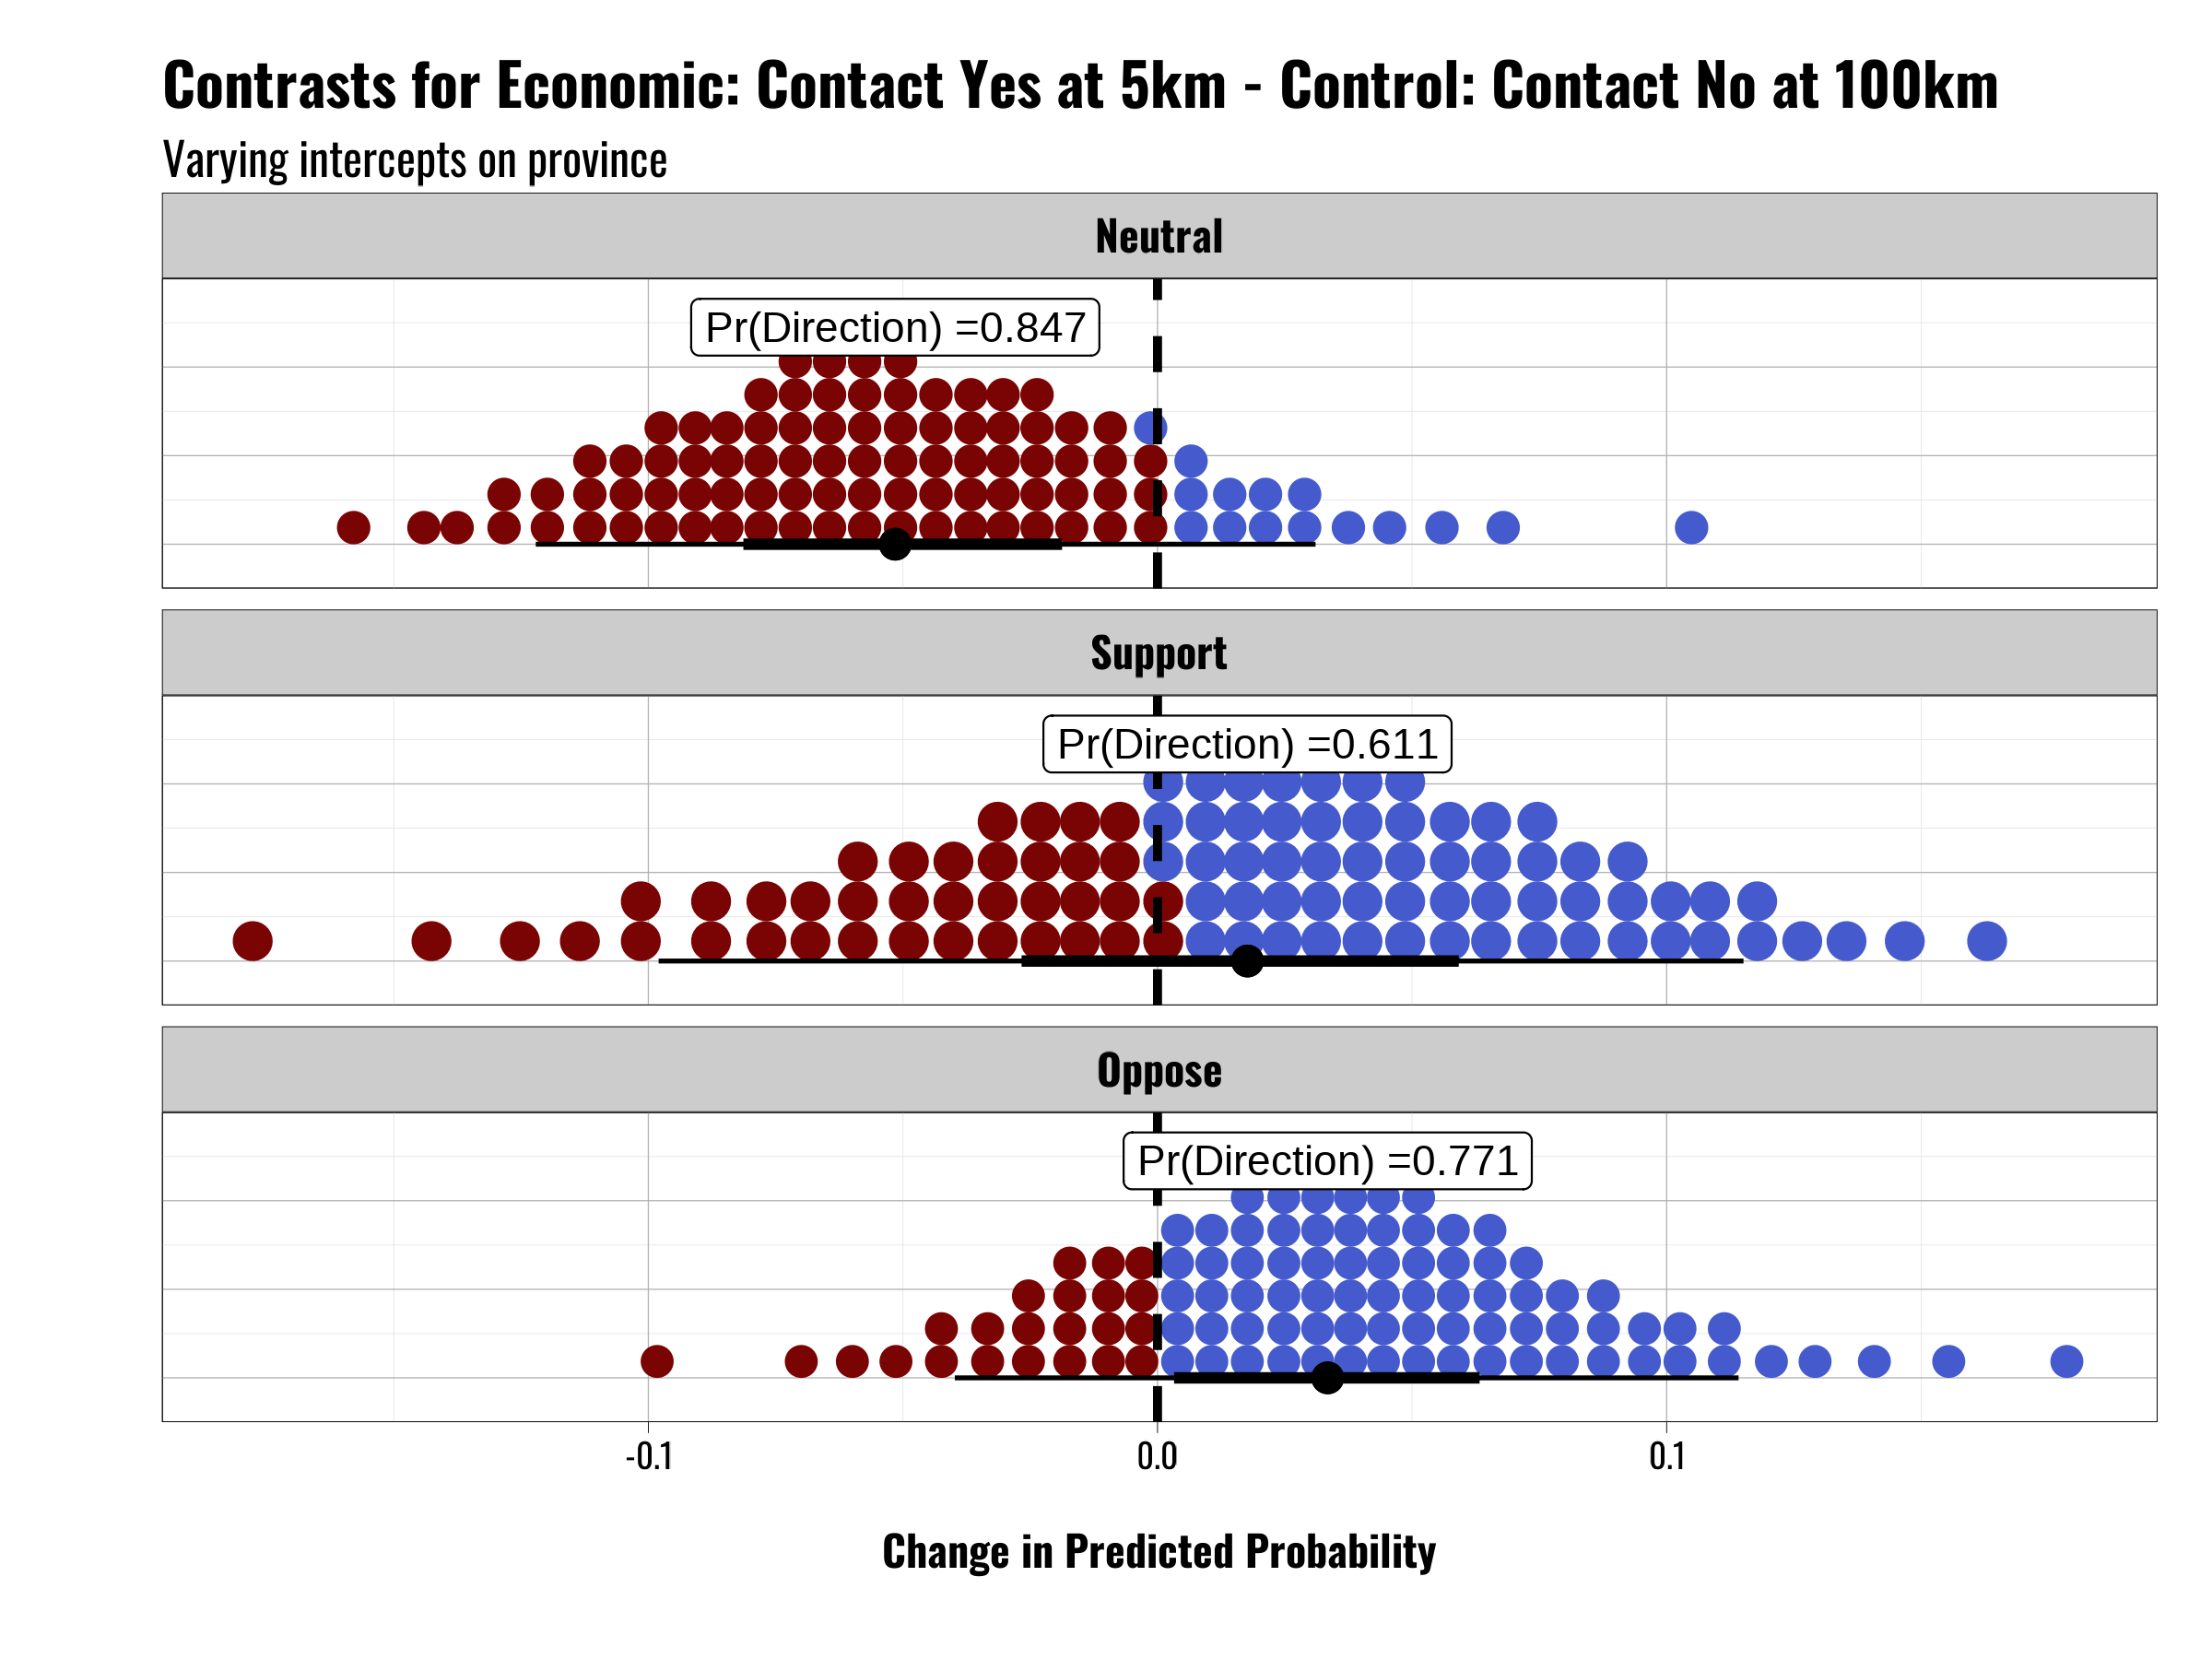 Contrasts for Economic: Contact Yes at 5km - Control: Contact No at 100km
Varying intercepts on province
Neutral
Pr(Direction) =0.847
Support
Pr(Direction) =0.611
Oppose
Pr(Direction) =0.771
-0.1 0.0 0.1
Change in Predicted Probability